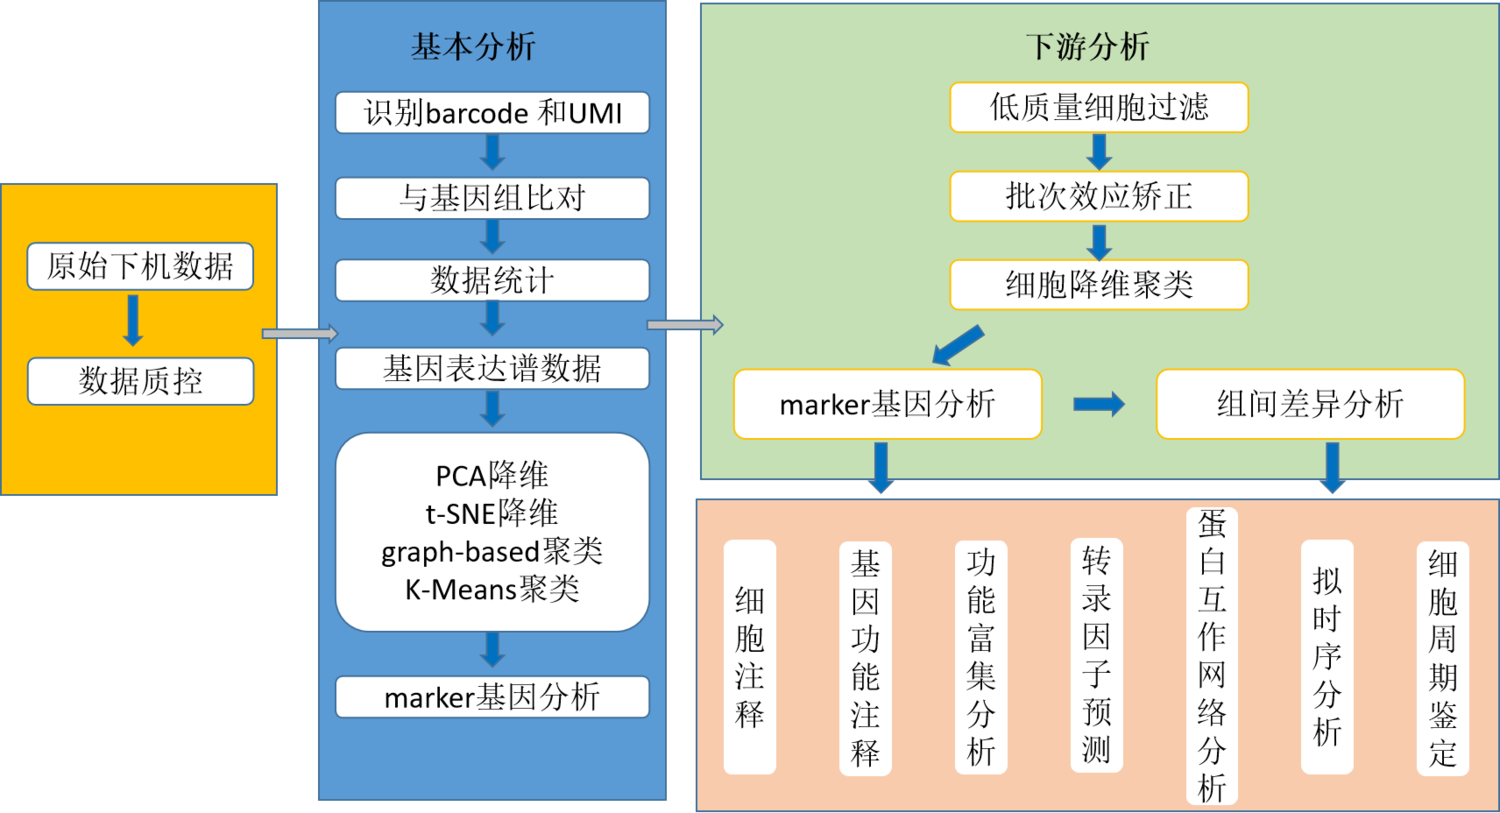 原始下机数据
数据质控
基本分析
识别barcode 和UMI
与基因组比对
数据统计
基因表达谱数据
PCA降维
t-SNE降维
graph-based聚类
K-Means聚类
marker基因分析
下游分析
低质量细胞过滤
批次效应矫正
细胞降维聚类
marker基因分析
组间差异分析
细胞注释
基因功能注释
功能富集分析
转录因子预测
蛋白互作网络分析
拟时序分析
细胞周期鉴定